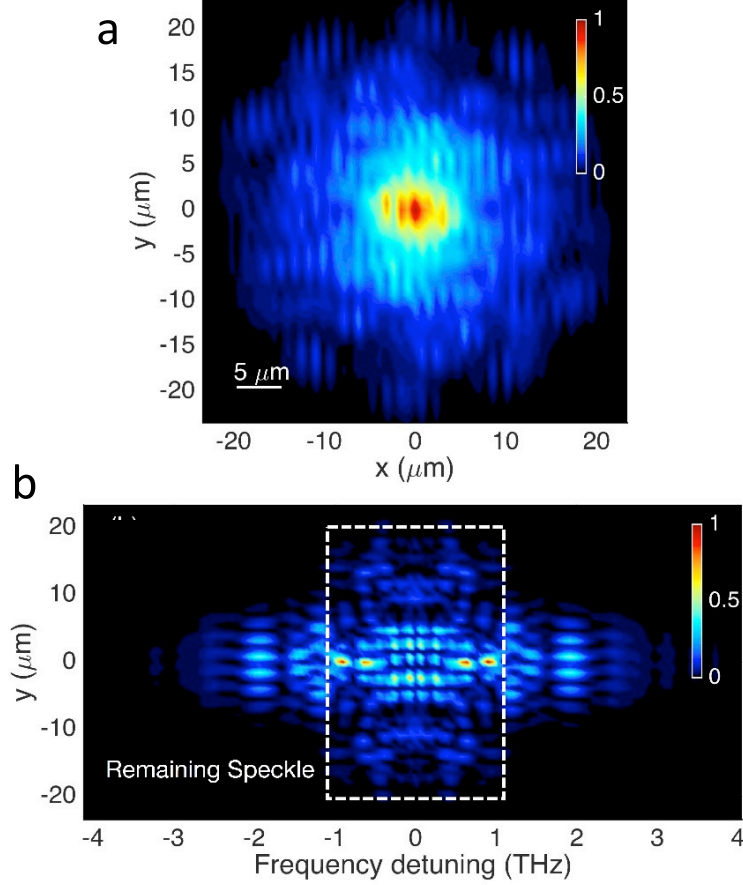 a
20
15
10
5
0
-5
-10
-15
-20
y (μm)
1
0.5
0
5 μm
-20 -10 0 10 20
x (μm)
b
20
10
0
-10
-20
y (μm)
1
0.5
0
Remaining Speckle
-4 -3 -2 -1 0 1 2 3 4
Frequency detuning (THz)